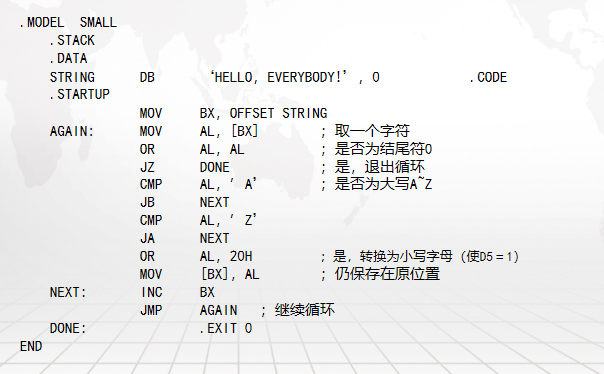 .MODEL SMALL
.STACK
.DATA
STRING DB ‘HELLO, EVERYBODY!’, 0 .CODE
.STARTUP
MOV BX, OFFSET STRING
AGAIN: MOV AL, [BX] ; 取一个字符
OR AL, AL ; 是否为结尾符0
JZ DONE ; 是，退出循环
CMP AL, ’A’ ; 是否为大写A~Z
JB NEXT
CMP AL, ’Z’
JA NEXT
OR AL, 20H ; 是，转换为小写字母（使D5＝1）
MOV [BX], AL ; 仍保存在原位置
NEXT: INC BX
JMP AGAIN ; 继续循环
DONE: .EXIT 0
END